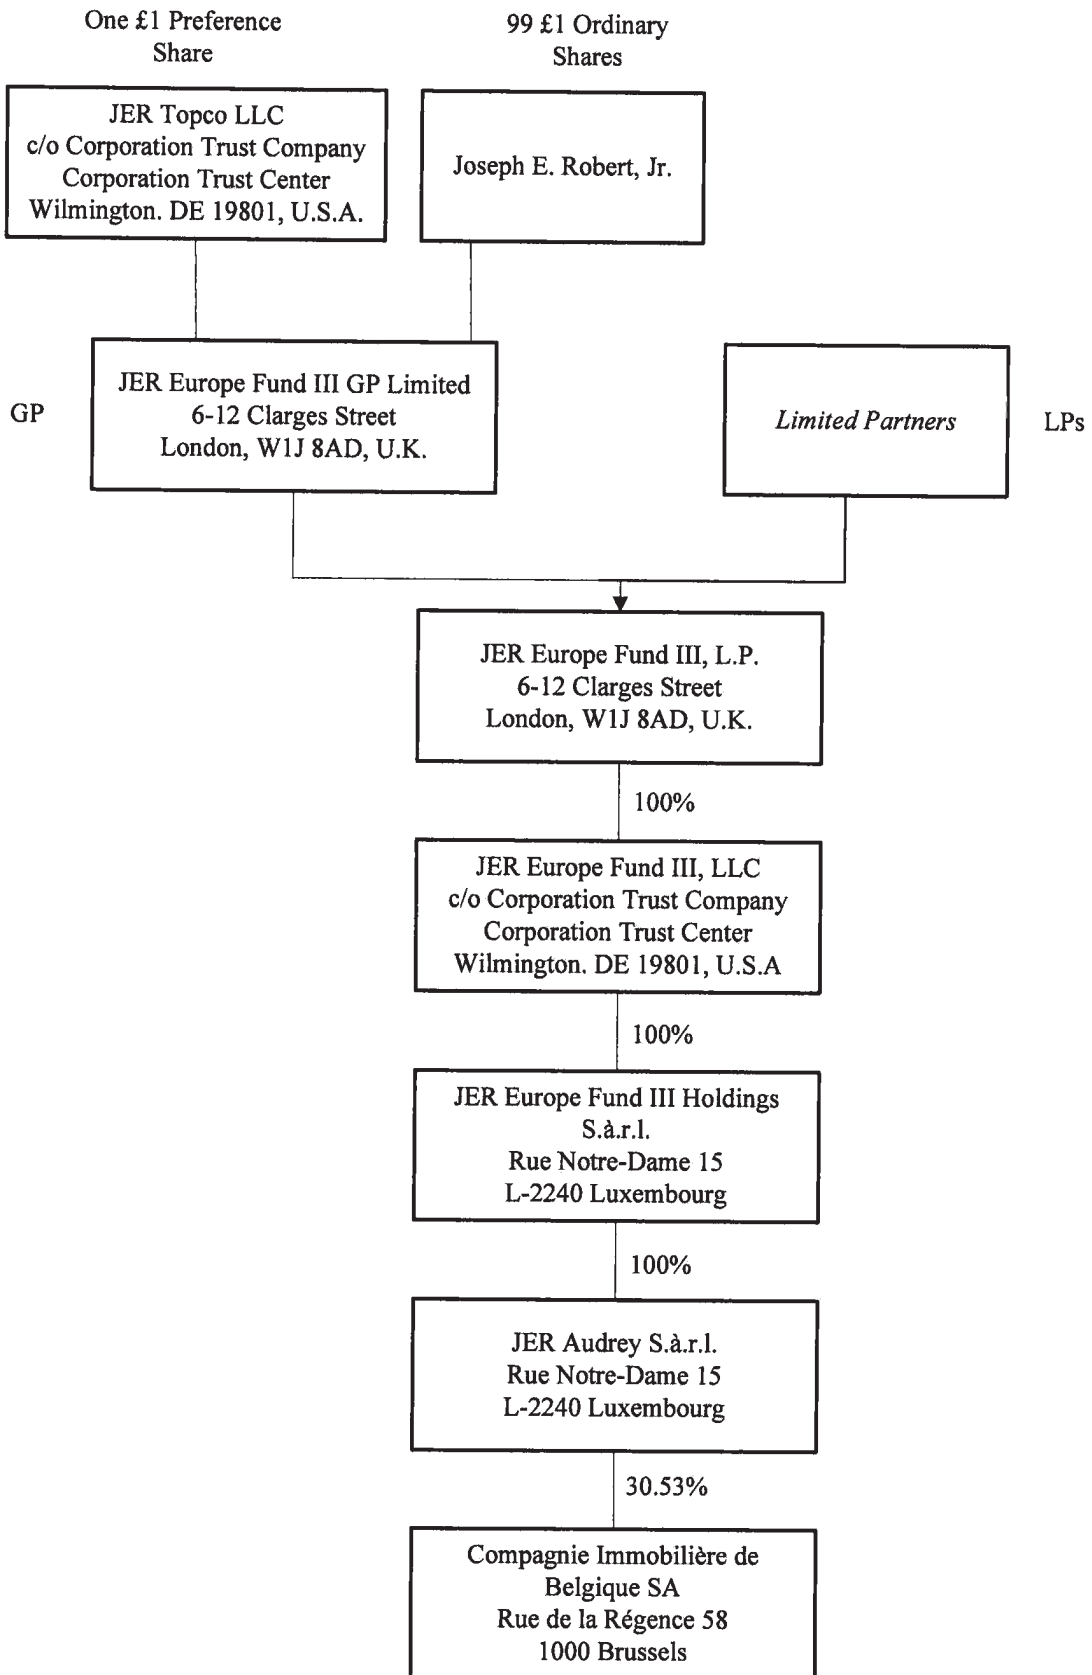 One £1 Preference
Share
99 £1 Ordinary
Shares
JER Topco LLC
c/o Corporation Trust Company
Corporation Trust Center
Wilmington. DE 19801, U.S.A.
Joseph E. Robert, Jr.
GP
JER Europe Fund III GP Limited
6-12 Clarges Street
London, W1J 8AD, U.K.
Limited Partners
LPs
JER Europe Fund III, L.P.
6-12 Clarges Street
London, W1J 8AD, U.K.
100%
JER Europe Fund III, LLC
c/o Corporation Trust Company
Corporation Trust Center
Wilmington. DE 19801, U.S.A
100%
JER Europe Fund III Holdings
S.à.r.l.
Rue Notre-Dame 15
L-2240 Luxembourg
100%
JER Audrey S.à.r.l.
Rue Notre-Dame 15
L-2240 Luxembourg
30.53%
Compagnie Immobilière de
Belgique SA
Rue de la Régence 58
1000 Brussels